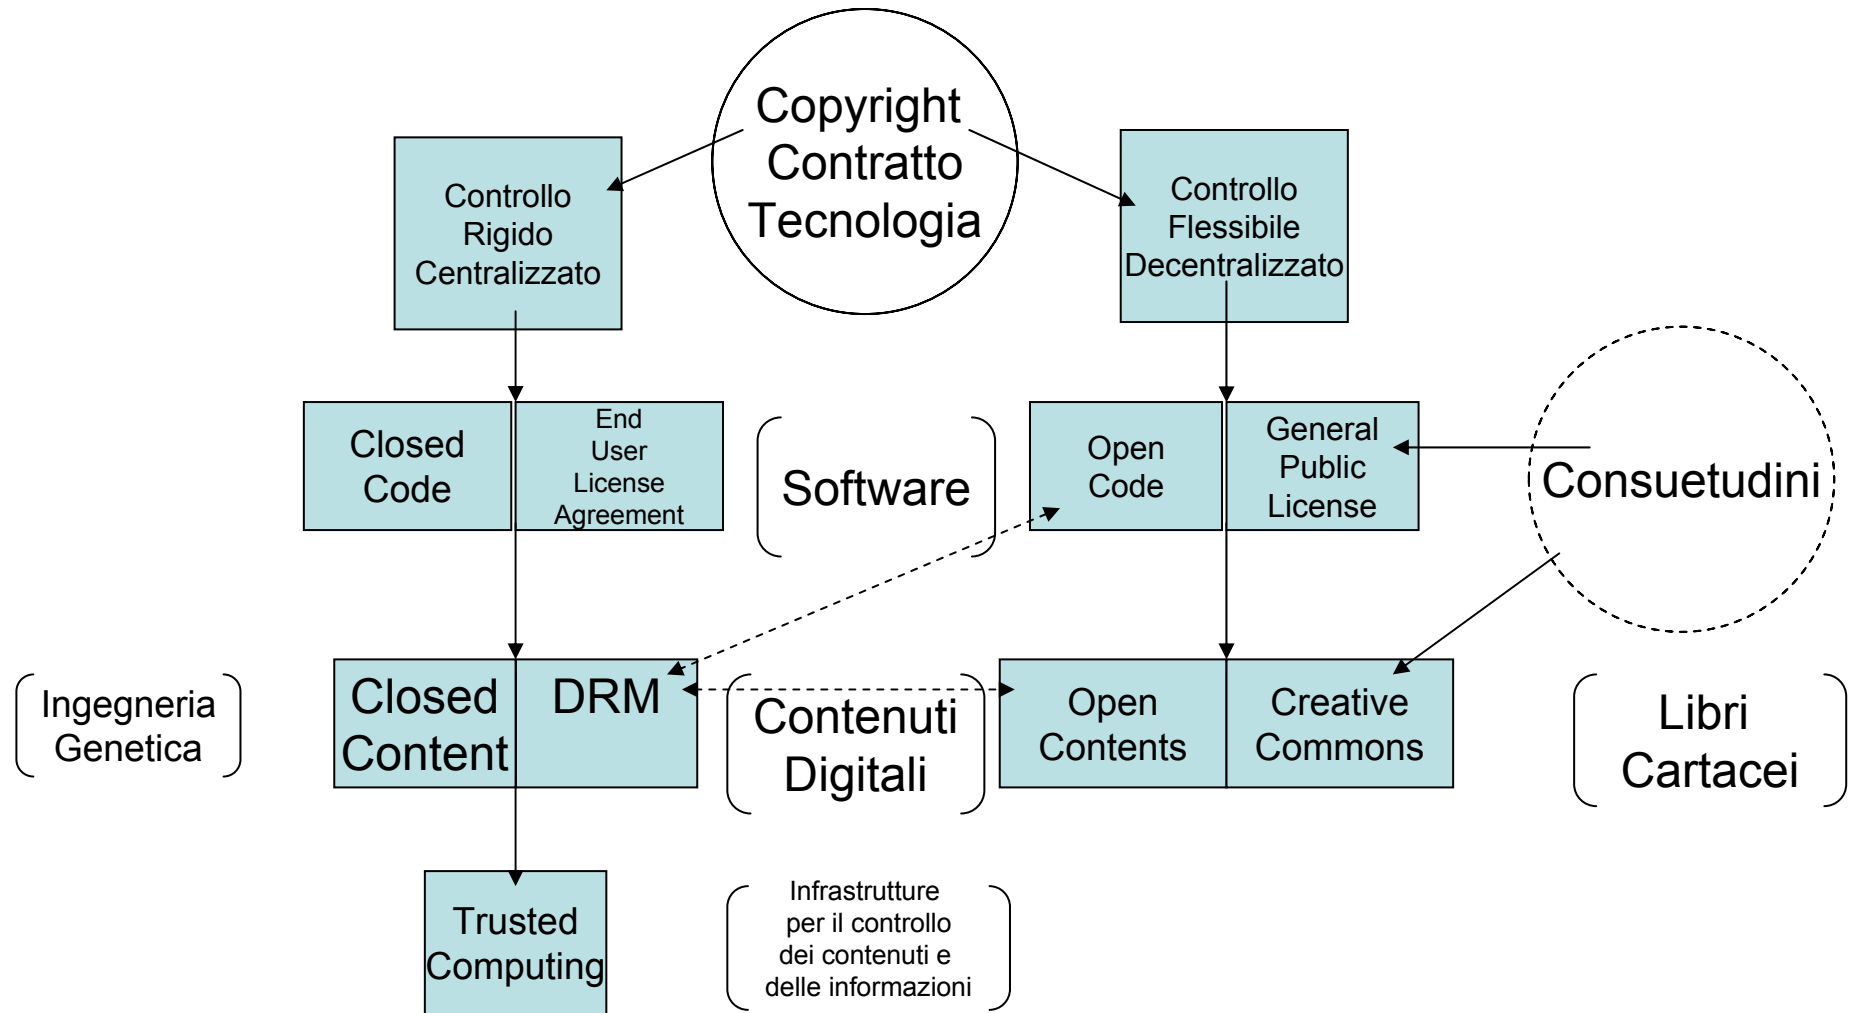 Copyright
Contratto
Tecnologia
Controllo
Rigido
Centralizzato
Controllo
Flessibile
Decentralizzato
Closed
Code
End
User
License
Agreement
Software
Open
Code
General
Public
License
Consuetudini
Ingegneria
Genetica
Closed
Content
DRM
Contenuti
Digitali
Open
Contents
Creative
Commons
Libri
Cartacei
Trusted
Computing
Infrastrutture
per il controllo
dei contenuti e
delle informazioni